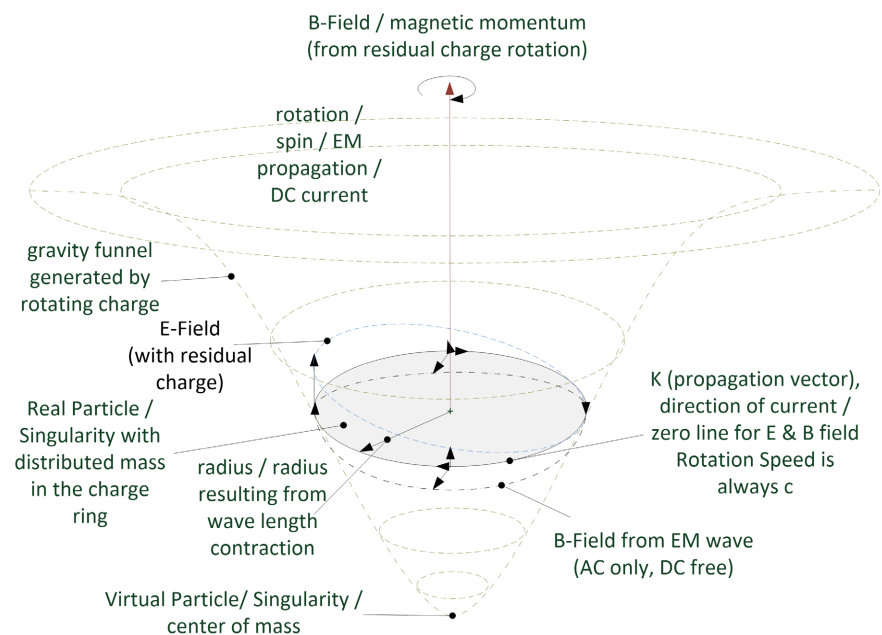 B-Field / magnetic momentum
(from residual charge rotation)
rotation /
spin / EM
propagation /
DC current
gravity funnel
generated by
rotating charge
E-Field
(with residual
charge)
Real Particle /
Singularity with
distributed mass
in the charge
ring
radius / radius
resulting from
wave length
contraction
K (propagation vector),
direction of current /
zero line for E & B field
Rotation Speed is
always c
B-Field from EM wave
(AC only, DC free)
Virtual Particle/ Singularity /
center of mass